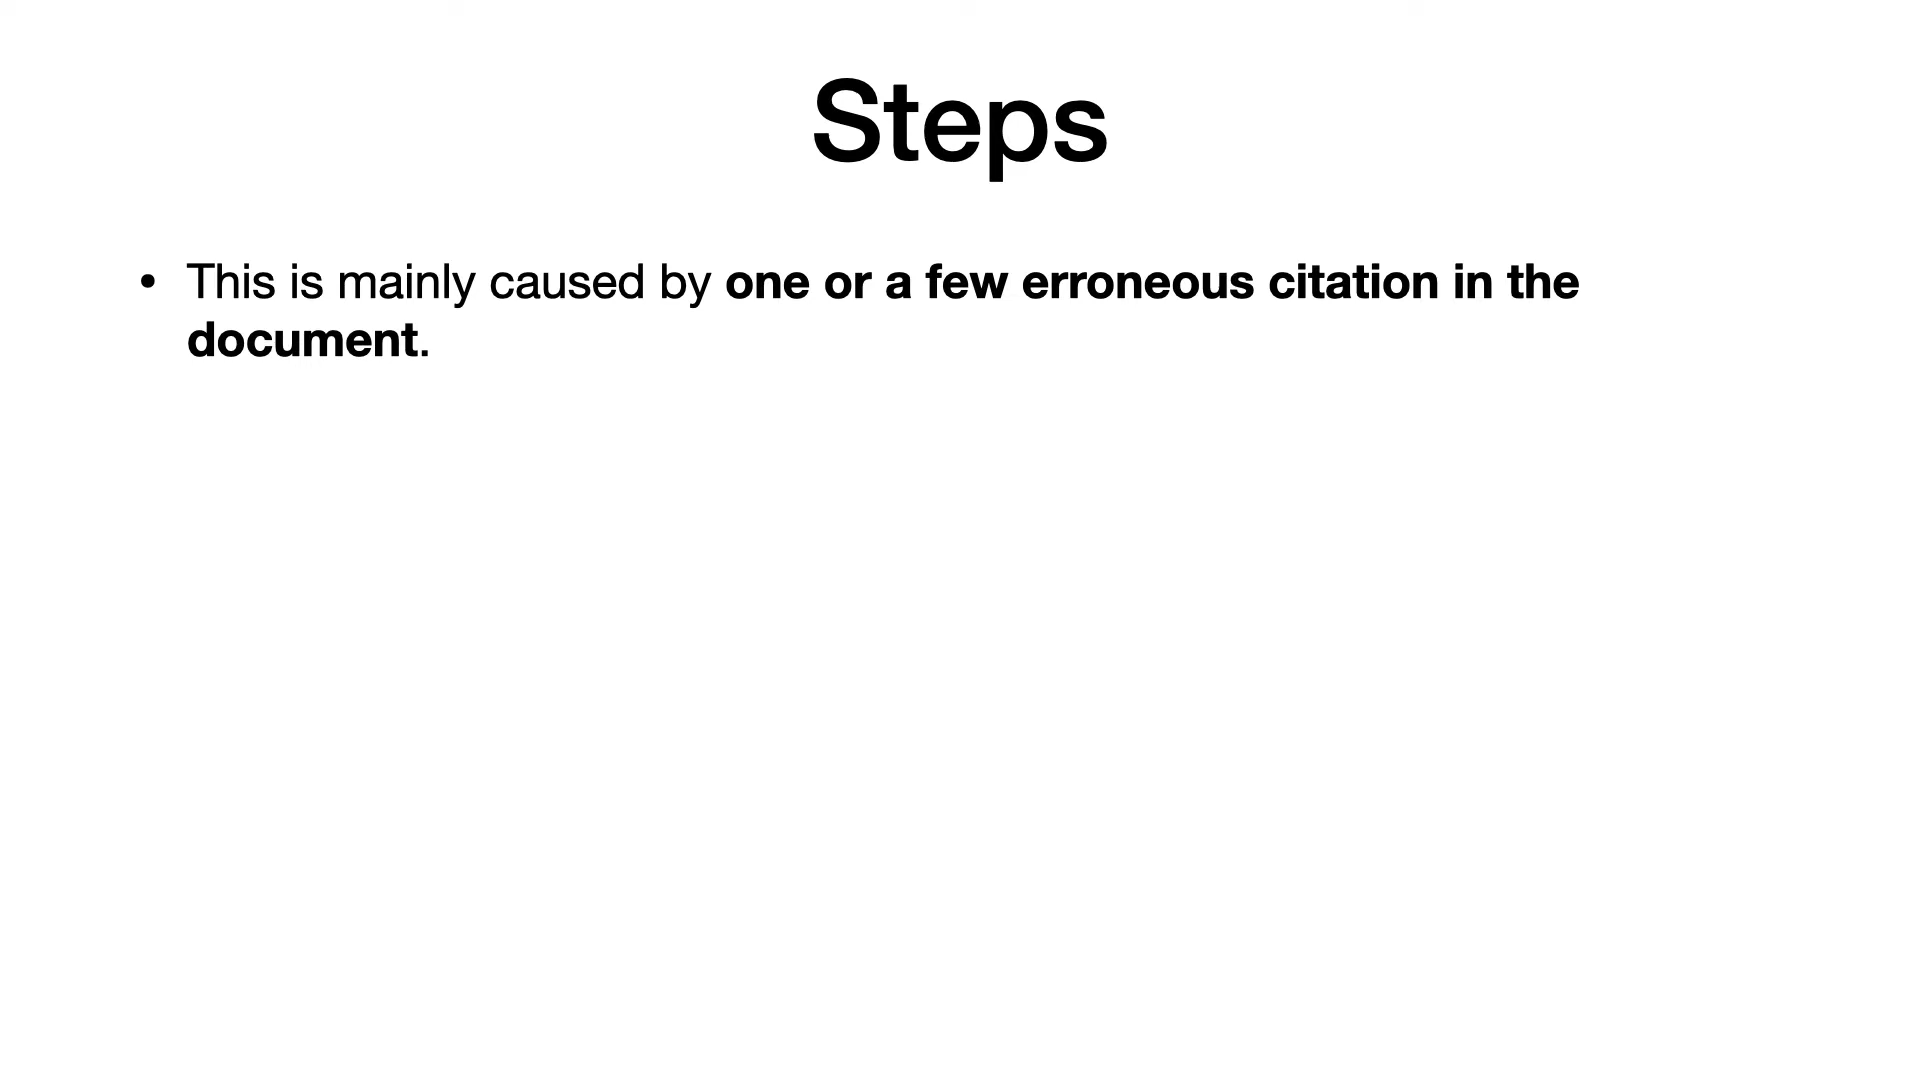 Steps
• This is mainly caused by one or a few erroneous citation in the
document.